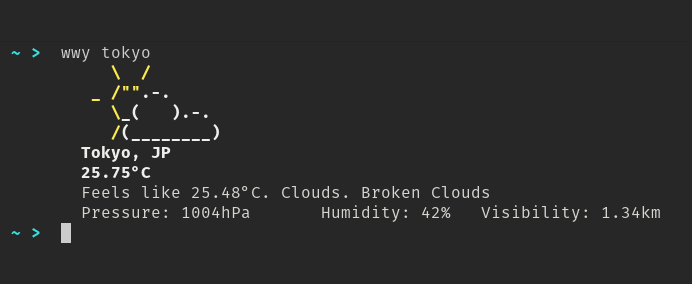 ~ > wwy tokyo
    \  /
  _ /"".-.
    \_(   ).-.
    /(________)
Tokyo, JP
25.75°C
Feels like 25.48°C. Clouds. Broken Clouds
Pressure: 1004hPa       Humidity: 42%   Visibility: 1.34km
~ >